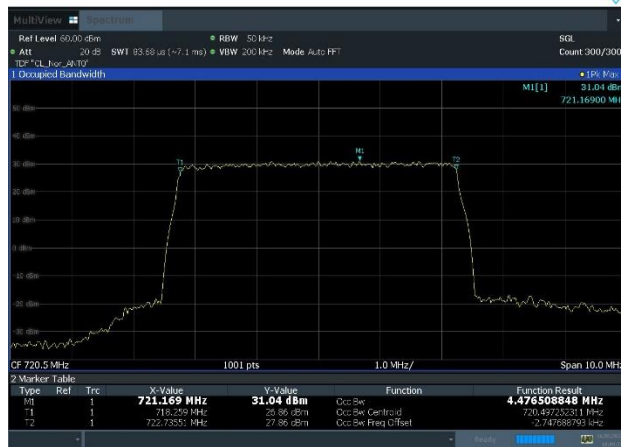 MultiView Spectrum
Ref Level 60.00 dBm RBW 50 kHz SGL
Att 20 dB SWT 83.68 µs (~7.1 ms) VBW 200 kHz Mode Auto FFT Count 300/300
TDF "CL_Nor_ANT0"
1 Occupied Bandwidth 1Pk Max
M1[1] 31.04 dBm
721.16900 MH
50 dBm
40 dBm
M1
T1 T2
30 dBm
20 dBm
10 dBm
0 dBm
-10 dBm
-20 dBm
-30 dBm
CF 720.5 MHz 1001 pts 1.0 MHz/ Span 10.0 MHz
2 Marker Table
Type Ref Trc X-Value Y-Value Function Function Result
M1 1 721.169 MHz 31.04 dBm Occ Bw 4.476508848 MHz
T1 1 718.259 MHz 26.86 dBm Occ Bw Centroid 720.497252311 MHz
T2 1 722.73551 MHz 27.86 dBm Occ Bw Freq Offset -2.747688793 kHz
Ready